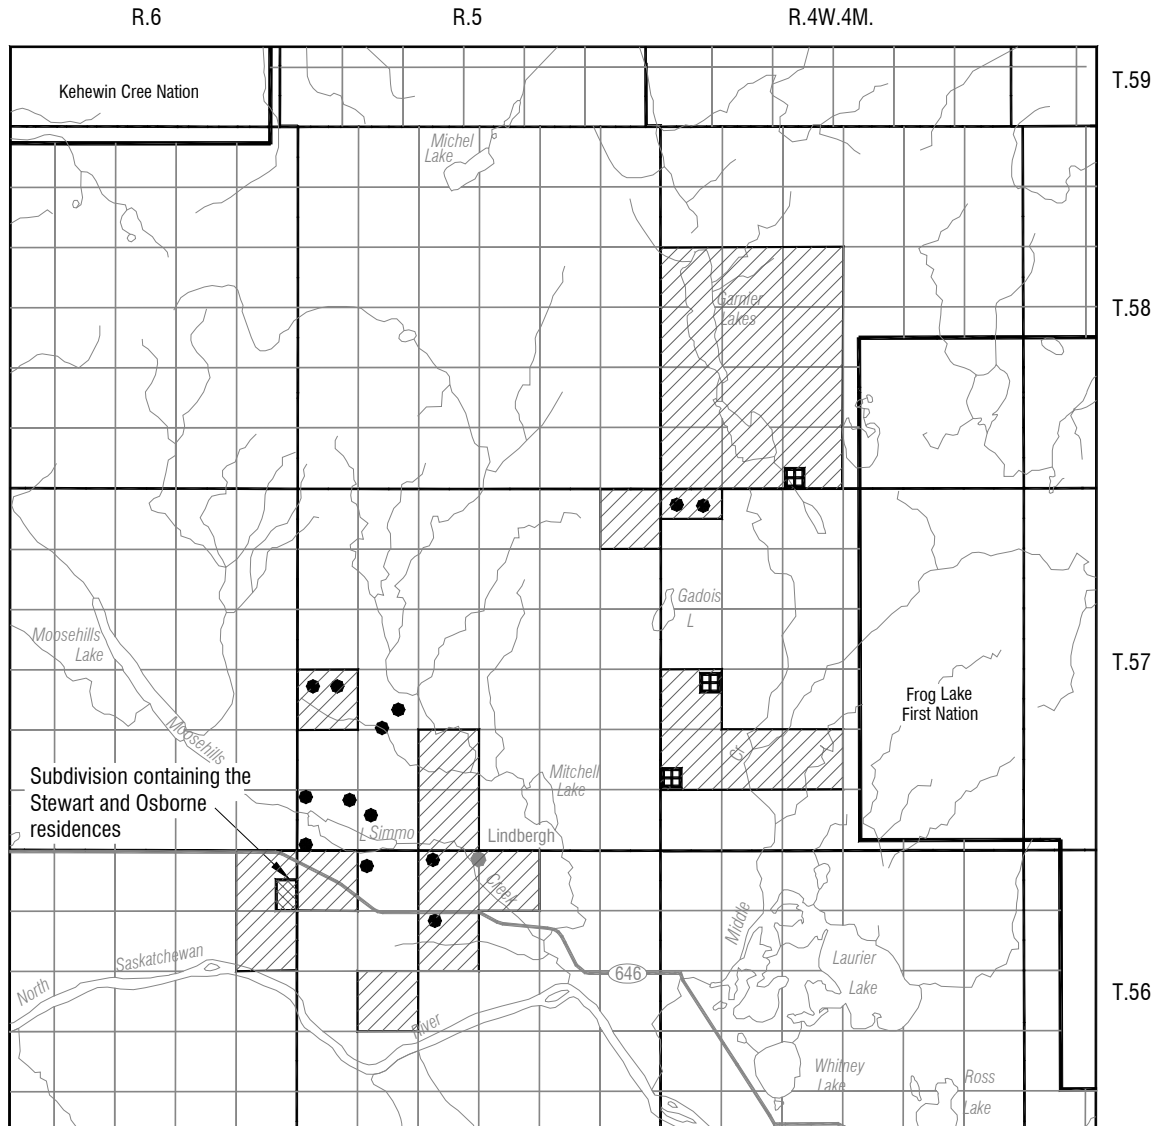 R.6 R.5 R.4W.4M.
Kehewin Cree Nation
T.59
Michel
Lake
Garnier
Lakes
T.58
Gadois
L
Moosehills
Lake
T.57
Frog Lake
First Nation
Moosehills
Cr
Subdivision containing the
Stewart and Osborne
residences
Mitchell
Lake
L Simmo
Lindbergh
Creek
Middle
Saskatchewan
Laurier
Lake
646
North
T.56
River
Whitney
Lake
Ross
Lake